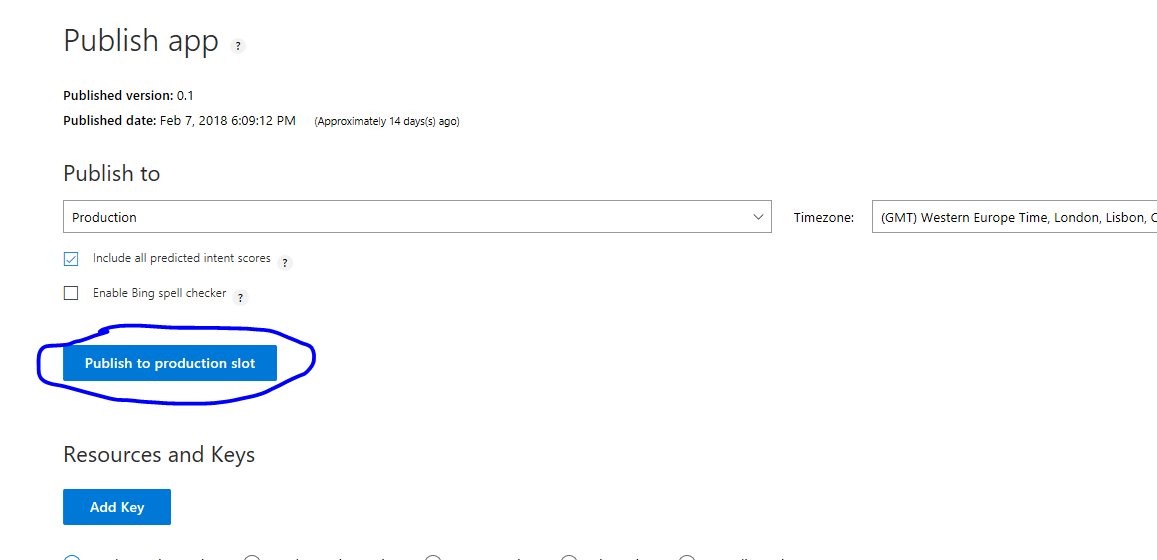 Publish app ?
Published version: 0.1
Published date: Feb 7, 2018 6:09:12 PM (Approximately 14 days(s) ago)
Publish to
Production Timezone: (GMT) Western Europe Time, London, Lisbon, C
Include all predicted intent scores ?
Enable Bing spell checker ?
Publish to production slot
Resources and Keys
Add Key